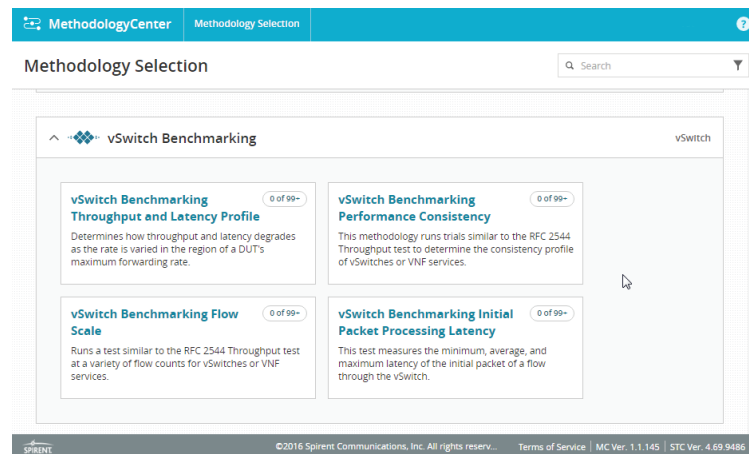 MethodologyCenter
Methodology Selection
?
Methodology Selection
Search
vSwitch Benchmarking
vSwitch
vSwitch Benchmarking
Throughput and Latency Profile
0 of 99+
Determines how throughput and latency degrades
as the rate is varied in the region of a DUT's
maximum forwarding rate.
vSwitch Benchmarking
Performance Consistency
0 of 99+
This methodology runs trials similar to the RFC 2544
Throughput test to determine the consistency profile
of vSwitches or VNF services.
vSwitch Benchmarking Flow
Scale
0 of 99+
Runs a test similar to the RFC 2544 Throughput test
at a variety of flow counts for vSwitches or VNF
services.
vSwitch Benchmarking Initial
Packet Processing Latency
0 of 99+
This test measures the minimum, average, and
maximum latency of the initial packet of a flow
through the vSwitch.
SPIRENT
©2016 Spirent Communications, Inc. All rights reserv...
Terms of Service
MC Ver. 1.1.145
STC Ver. 4.69.9486